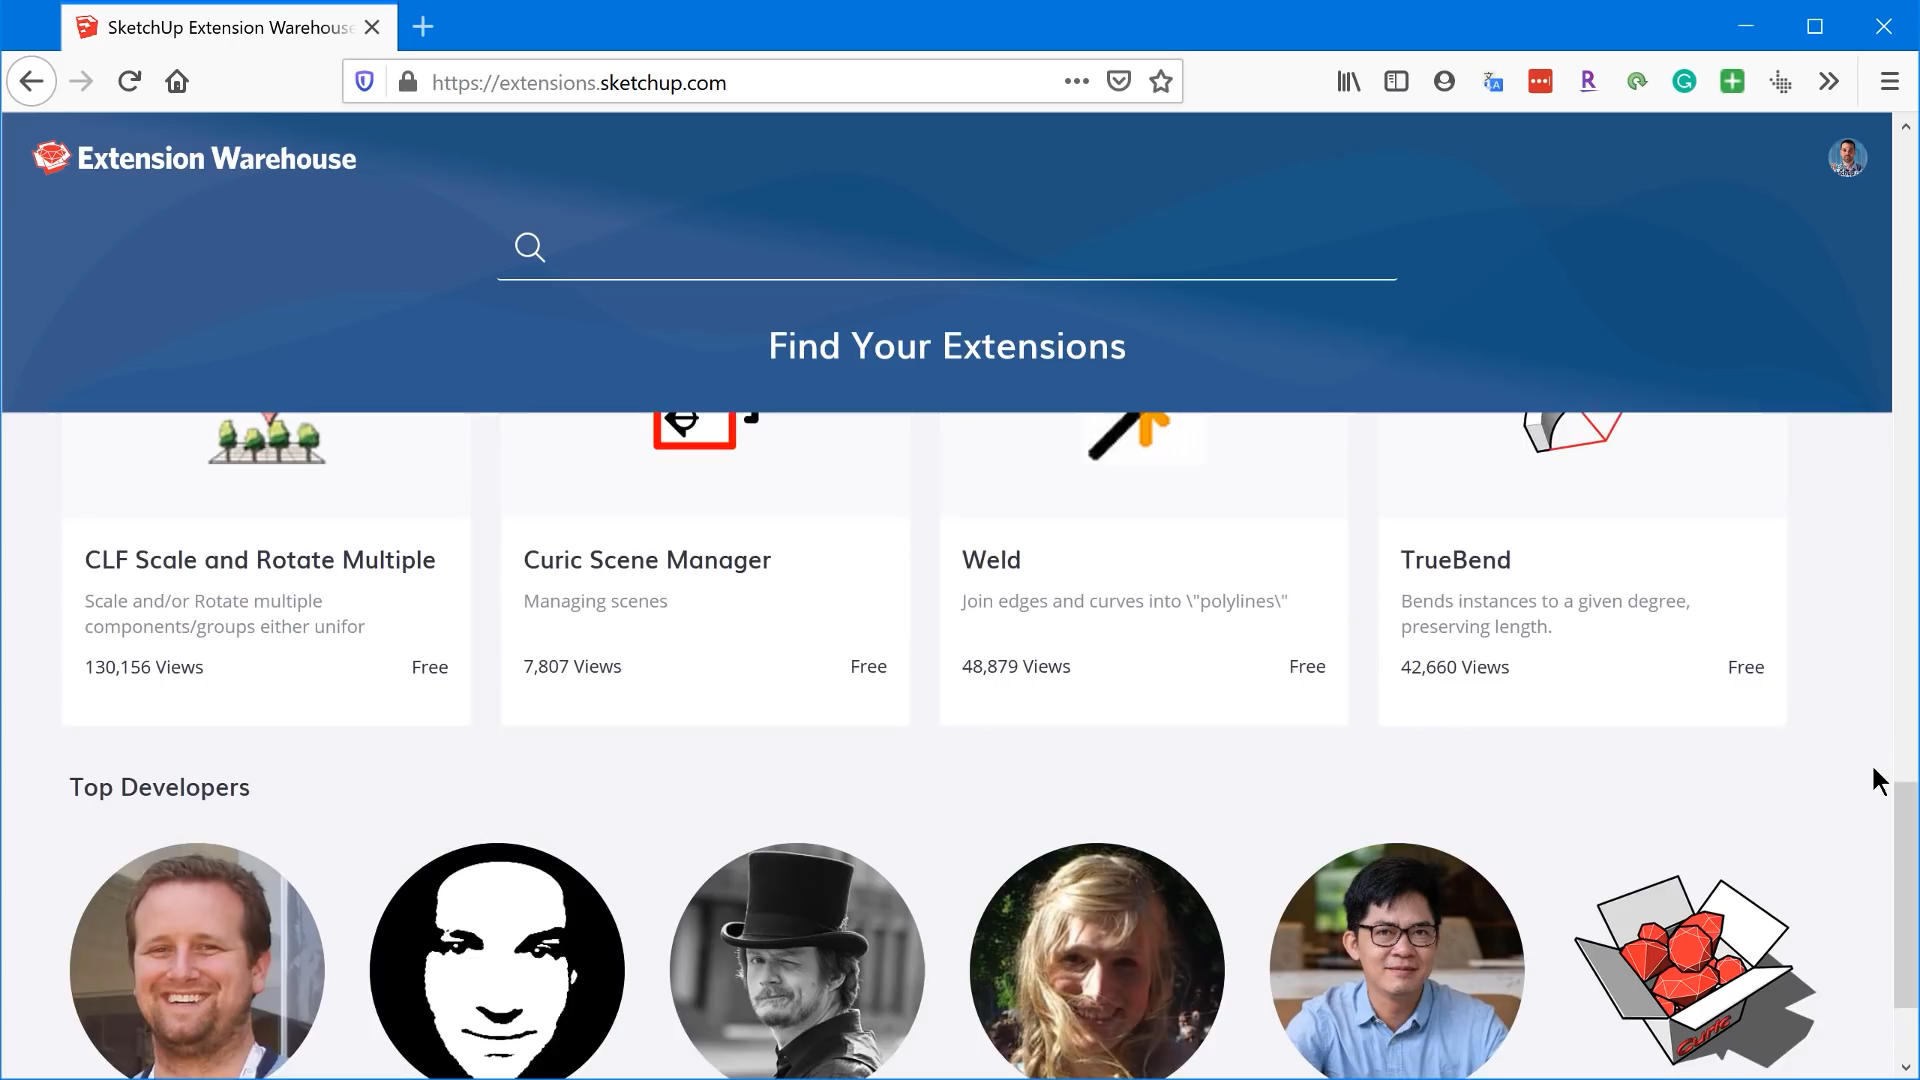 SketchUp Extension Warehouse
https://extensions.sketchup.com
Extension Warehouse
Find Your Extensions
CLF Scale and Rotate Multiple
Scale and/or Rotate multiple
components/groups either unifor
130,156 Views Free
Curic Scene Manager
Managing scenes
7,807 Views Free
Weld
Join edges and curves into \"polylines\"
48,879 Views Free
TrueBend
Bends instances to a given degree,
preserving length.
42,660 Views Free
Top Developers
Curic